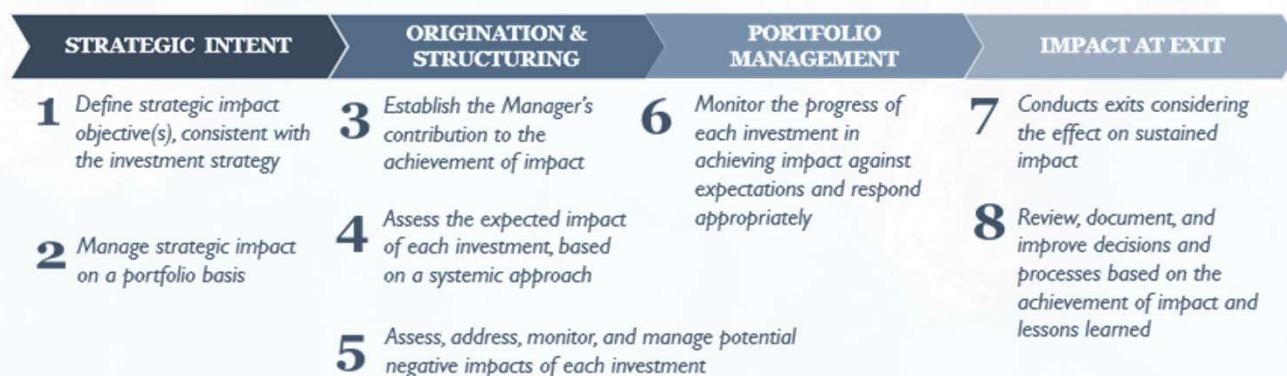 STRATEGIC INTENT
ORIGINATION &
STRUCTURING
PORTFOLIO
MANAGEMENT
IMPACT AT EXIT
1 Define strategic impact
objective(s), consistent with
the investment strategy
2 Manage strategic impact
on a portfolio basis
3 Establish the Manager's
contribution to the
achievement of impact
4 Assess the expected impact
of each investment, based
on a systemic approach
5 Assess, address, monitor, and manage potential
negative impacts of each investment
6 Monitor the progress of
each investment in
achieving impact against
expectations and respond
appropriately
7 Conducts exits considering
the effect on sustained
impact
8 Review, document, and
improve decisions and
processes based on the
achievement of impact and
lessons learned